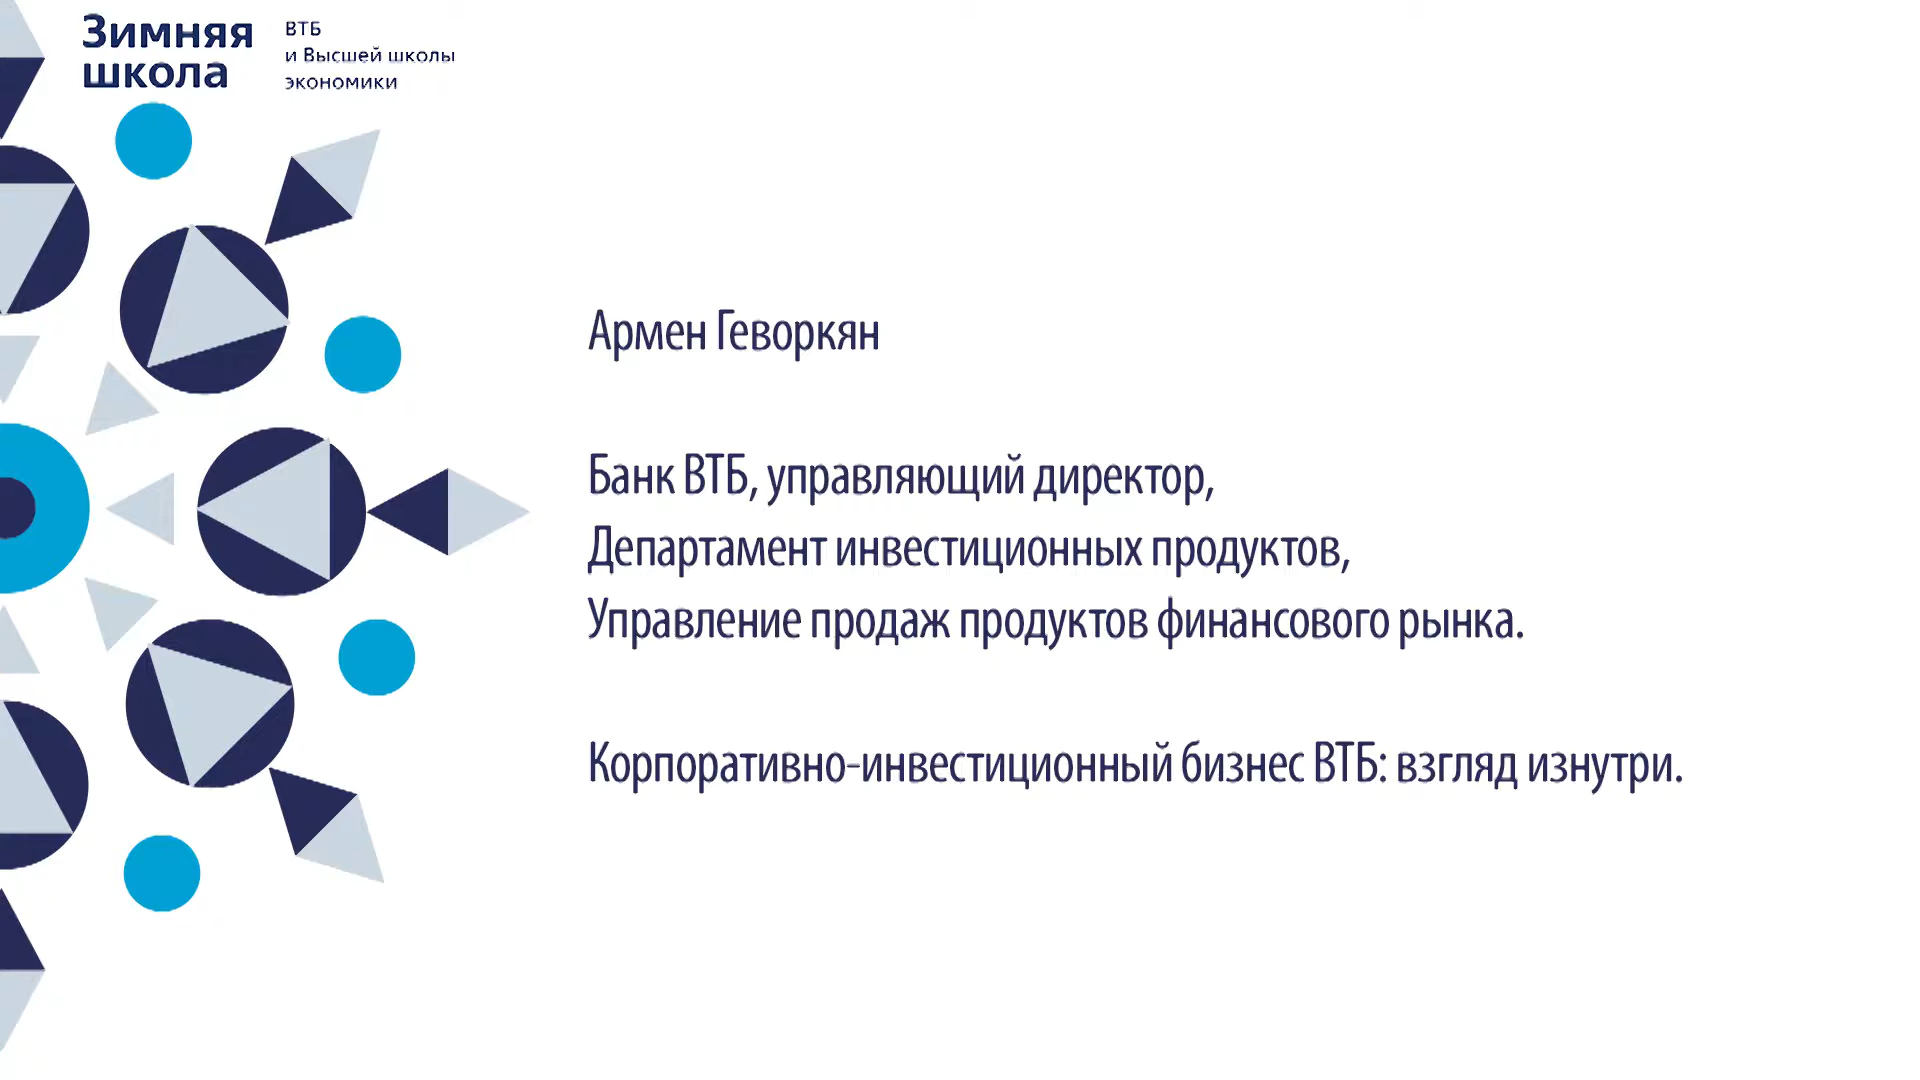 Зимняя
школа
ВТБ
и Высшей школы
экономики
Армен Геворкян
Банк ВТБ, управляющий директор,
Департамент инвестиционных продуктов,
Управление продаж продуктов финансового рынка.
Корпоративно-инвестиционный бизнес ВТБ: взгляд изнутри.